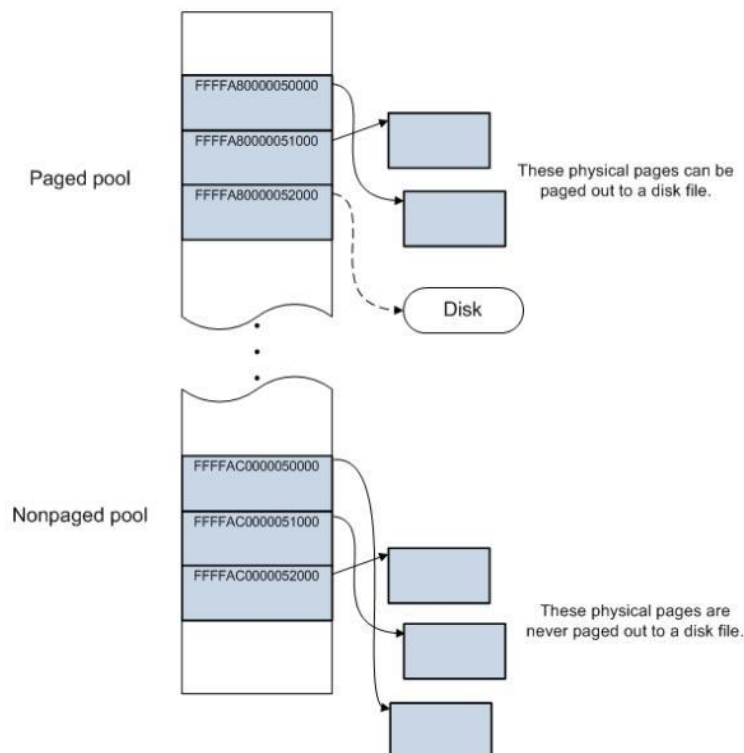 FFFFA80000050000
FFFFA80000051000
Paged pool
FFFFA80000052000
These physical pages can be
paged out to a disk file.
Disk
FFFFAC0000050000
Nonpaged pool
FFFFAC0000051000
FFFFAC0000052000
These physical pages are
never paged out to a disk file.